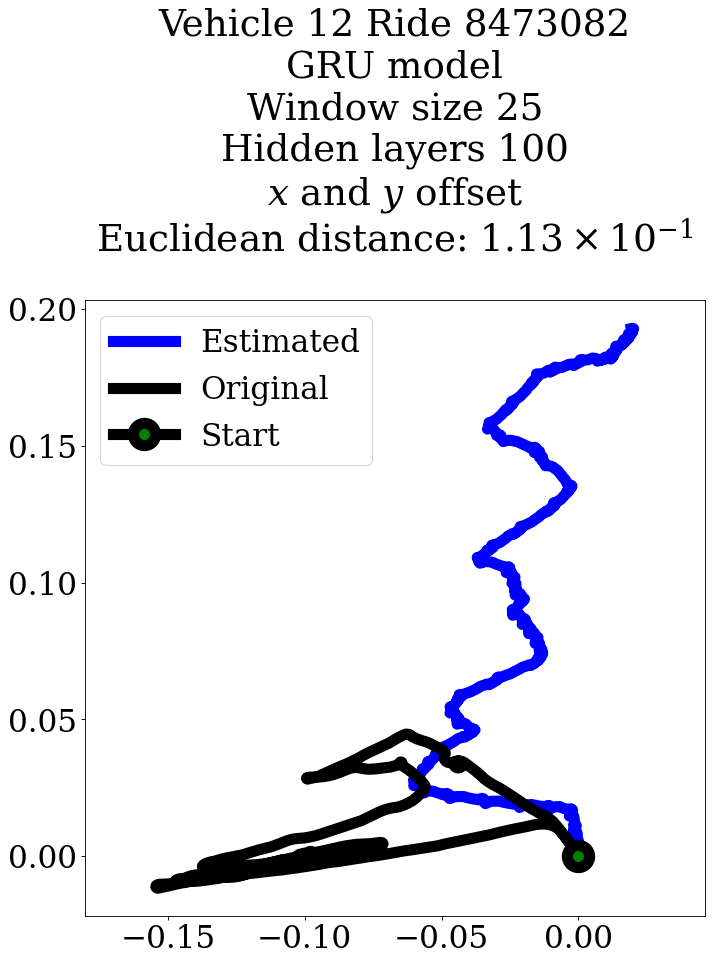 Vehicle 12 Ride 8473082
GRU model
Window size 25
Hidden layers 100
x and y offset
Euclidean distance: 1.13 × 10⁻¹
Estimated
Original
Start
0.20
0.15
0.10
0.05
0.00
−0.15 −0.10 −0.05 0.00